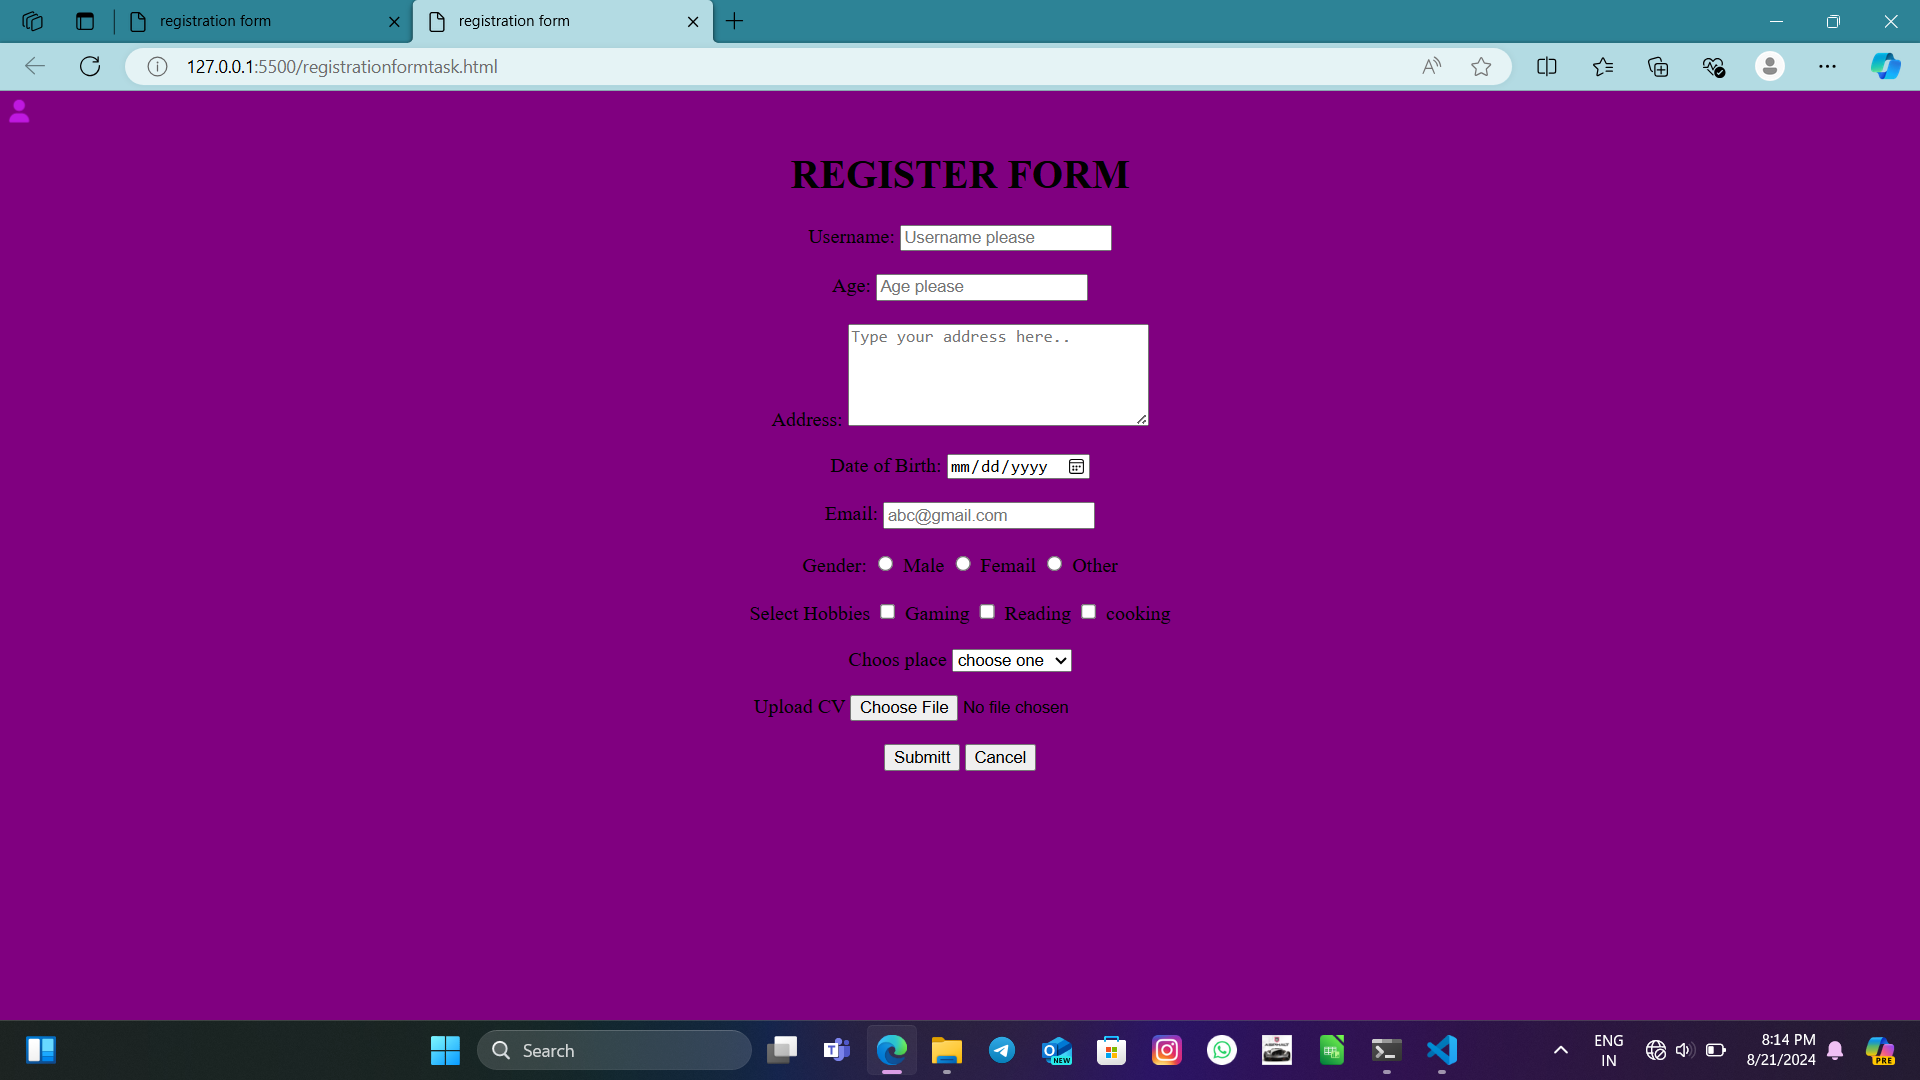 registration form
registration form
127.0.0.1:5500/registrationformtask.html
REGISTER FORM
Username: Username please
Age: Age please
Type your address here..
Address:
Date of Birth: mm/dd/yyyy
Email: abc@gmail.com
Gender: Male Femail Other
Select Hobbies Gaming Reading cooking
Choos place choose one
Upload CV Choose File No file chosen
Submitt Cancel
Search
NEW
ENG
IN
8:14 PM
8/21/2024
PRE